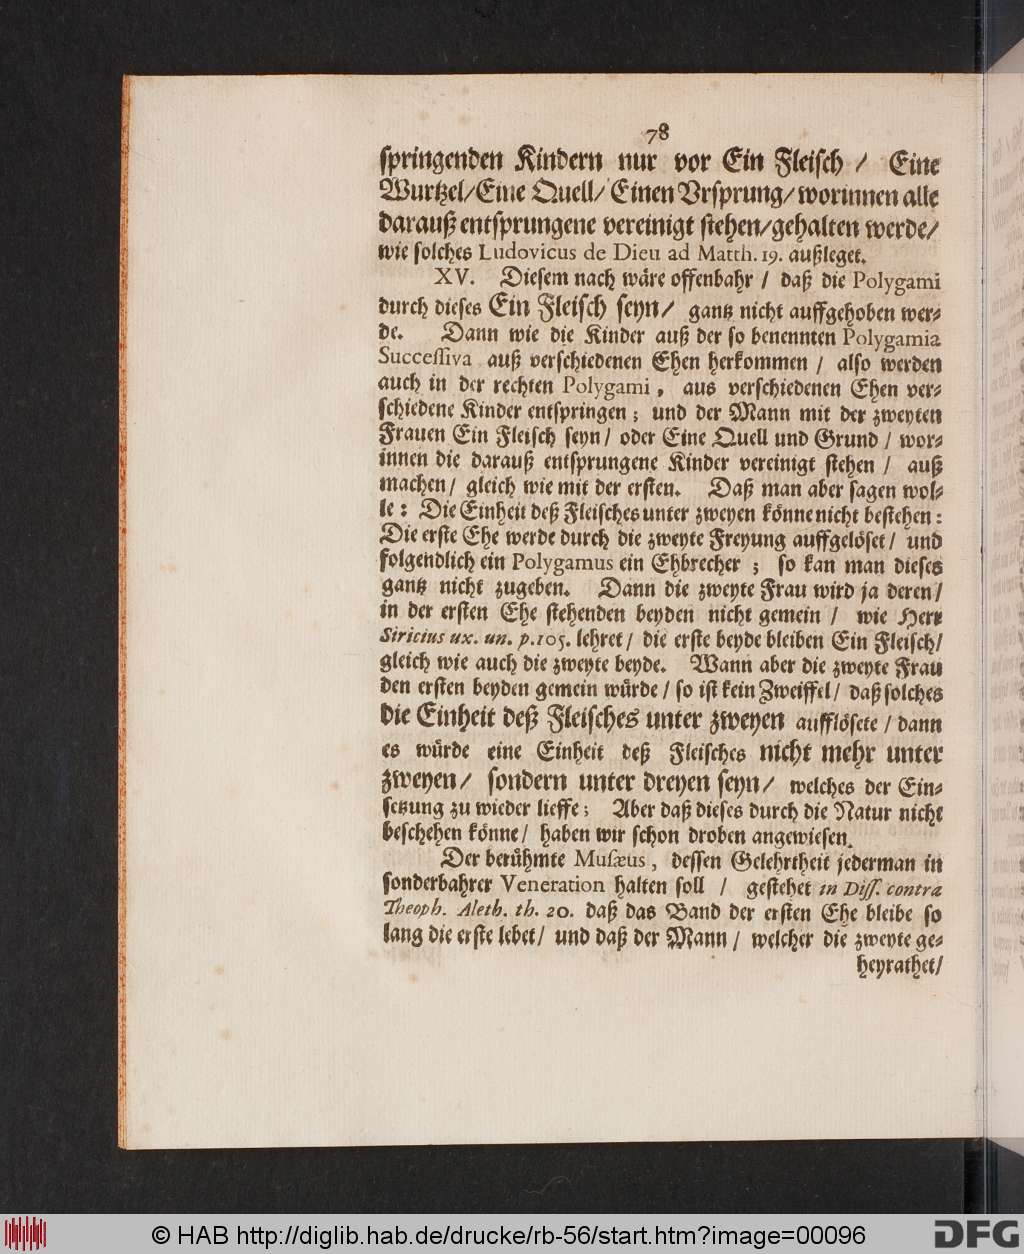 78
springenden Kindern nur vor Ein Fleisch / Eine
Wurtzel/Eine Quell/ Einen Vrsprung/ worinnen alle
darauß entsprungene vereinigt stehen/gehalten werde/
wie solches Ludovicus de Dieu ad Matth. 19. außleget.
XV. Diesem nach wäre offenbahr / daß die Polygami
durch dieses Ein Fleisch seyn/ gantz nicht auffgehoben wer-
de. Dann wie die Kinder auß der so benennten Polygamia
Successiva auß verschiedenen Ehen herkommen / also werden
auch in der rechten Polygami, aus verschiedenen Ehen ver-
schiedene Kinder entspringen; und der Mann mit der zweyten
Frauen Ein Fleisch seyn/ oder Eine Quell und Grund / wor-
innen die darauß entsprungene Kinder vereinigt stehen / auß
machen/ gleich wie mit der ersten. Daß man aber sagen wol-
le: Die Einheit deß Fleisches unter zweyen könne nicht bestehen:
Die erste Ehe werde durch die zweyte Freyung auffgelöset/ und
folgendlich ein Polygamus ein Ehbrecher; so kan man dieses
gantz nicht zugeben. Dann die zweyte Frau wird ja deren/
in der ersten Ehe stehenden beyden nicht gemein / wie Herr
Siricius ux. un. p.105. lehret/ die erste beyde bleiben Ein Fleisch/
gleich wie auch die zweyte beyde. Wann aber die zweyte Frau
den ersten beyden gemein würde/ so ist kein Zweiffel/ daß solches
die Einheit deß Fleisches unter zweyen aufflösete / dann
es würde eine Einheit deß Fleisches nicht mehr unter
zweyen/ sondern unter dreyen seyn/ welches der Ein-
setzung zu wieder lieffe; Aber daß dieses durch die Natur nicht
beschehen könne/ haben wir schon droben angewiesen.
Der berühmte Musæus, dessen Gelehrtheit jederman in
sonderbahrer Veneration halten soll / gestehet in Diss. contra
Theoph. Aleth. th. 20. daß das Band der ersten Ehe bleibe so
lang die erste lebet/ und daß der Mann / welcher die zweyte ge-
heyrathet/
© HAB http://diglib.hab.de/drucke/rb-56/start.htm?image=00096
DFG